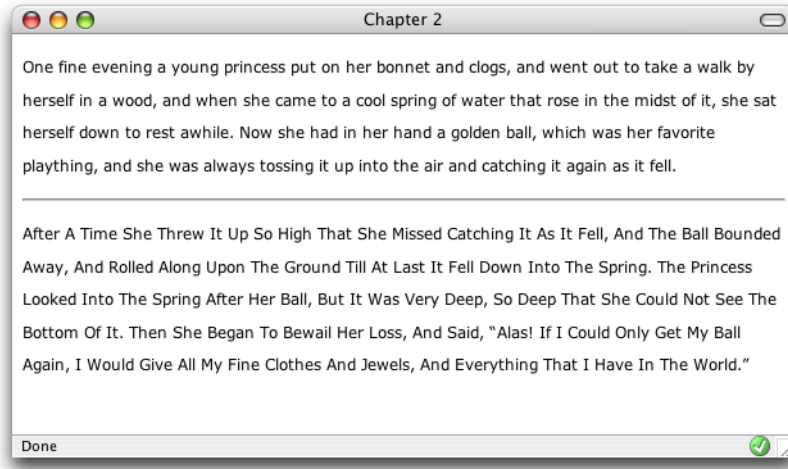 Chapter 2
One fine evening a young princess put on her bonnet and clogs, and went out to take a walk by
herself in a wood, and when she came to a cool spring of water that rose in the midst of it, she sat
herself down to rest awhile. Now she had in her hand a golden ball, which was her favorite
plaything, and she was always tossing it up into the air and catching it again as it fell.
After A Time She Threw It Up So High That She Missed Catching It As It Fell, And The Ball Bounded
Away, And Rolled Along Upon The Ground Till At Last It Fell Down Into The Spring. The Princess
Looked Into The Spring After Her Ball, But It Was Very Deep, So Deep That She Could Not See The
Bottom Of It. Then She Began To Bewail Her Loss, And Said, “Alas! If I Could Only Get My Ball
Again, I Would Give All My Fine Clothes And Jewels, And Everything That I Have In The World.”
Done